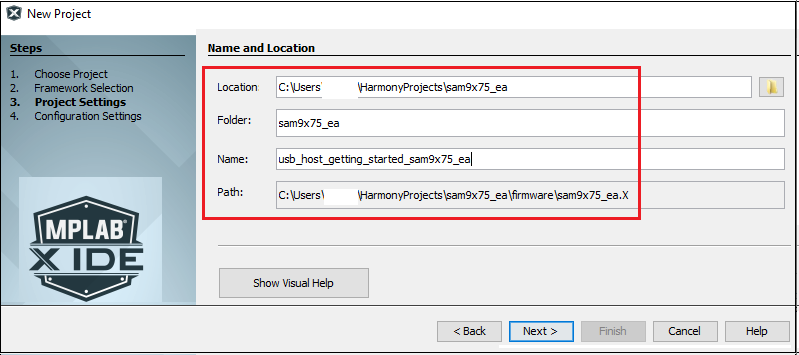 New Project
Steps
1. Choose Project
2. Framework Selection
3. Project Settings
4. Configuration Settings
MPLAB
X IDE
Name and Location
Location: C:\Users\ \HarmonyProjects\sam9x75_ea
Folder: sam9x75_ea
Name: usb_host_getting_started_sam9x75_ea
Path: C:\Users\ \HarmonyProjects\sam9x75_ea\firmware\sam9x75_ea.X
Show Visual Help
< Back Next > Finish Cancel Help